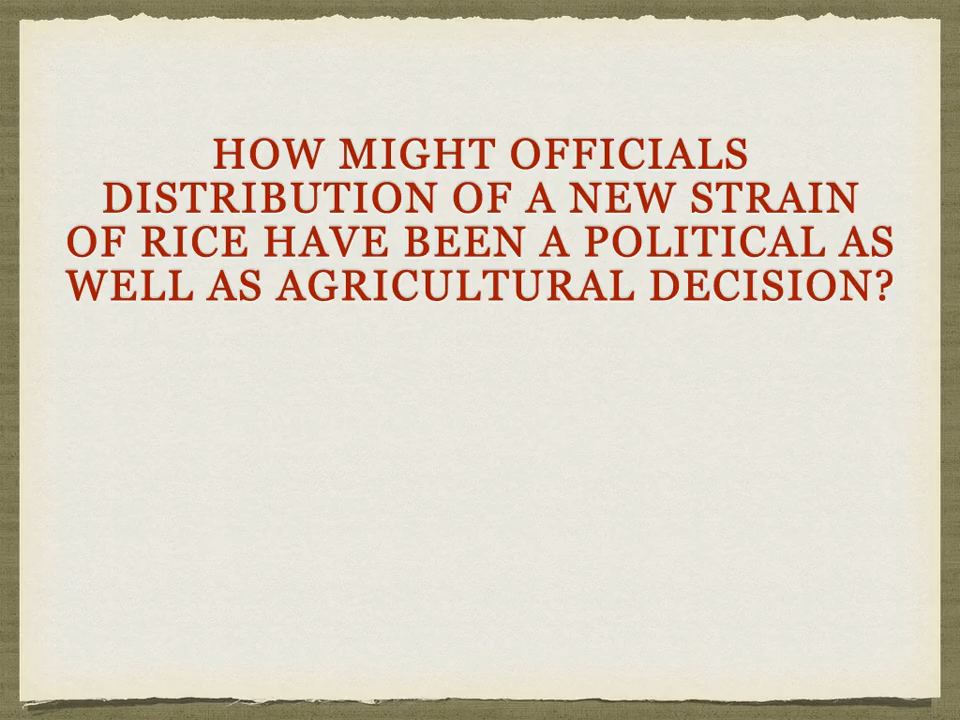 HOW MIGHT OFFICIALS
DISTRIBUTION OF A NEW STRAIN
OF RICE HAVE BEEN A POLITICAL AS
WELL AS AGRICULTURAL DECISION?